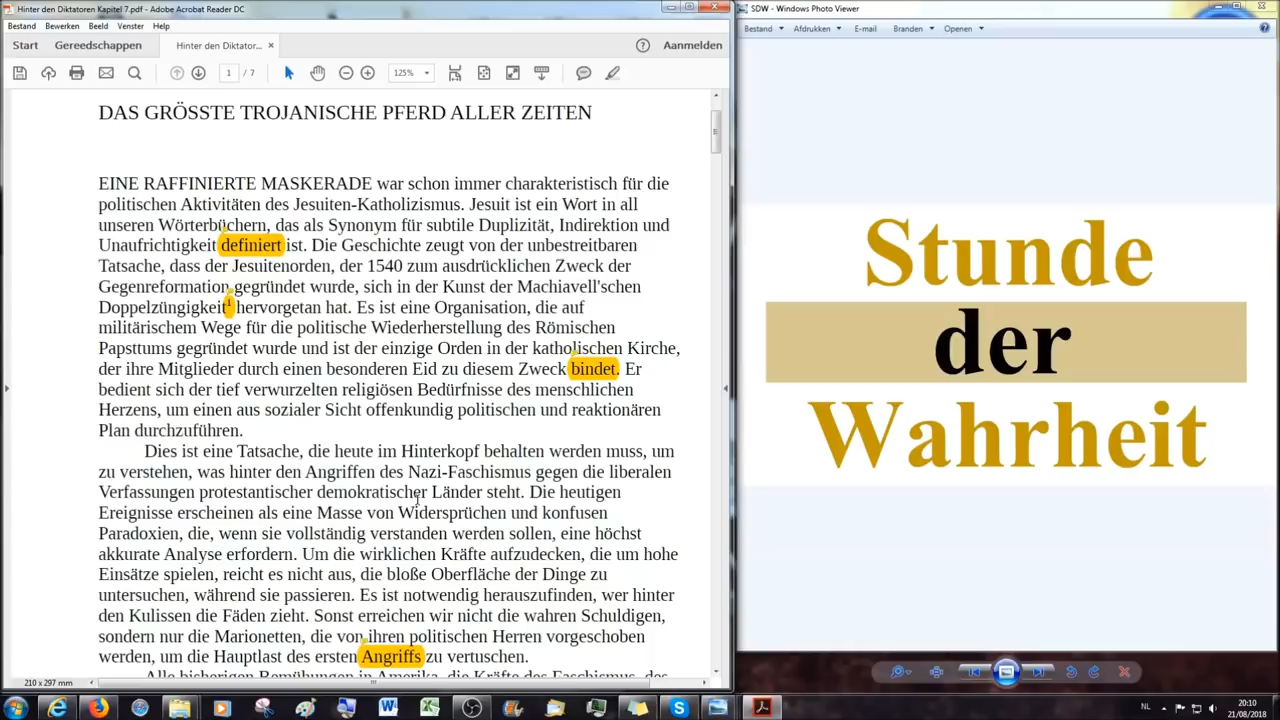 Hinter den Diktatoren Kapitel 7.pdf - Adobe Acrobat Reader DC
Bestand Bewerken Beeld Venster Help
Start Gereedschappen Hinter den Diktator... × Aanmelden
1 / 7 125%
DAS GRÖSSTE TROJANISCHE PFERD ALLER ZEITEN
EINE RAFFINIERTE MASKERADE war schon immer charakteristisch für die
politischen Aktivitäten des Jesuiten-Katholizismus. Jesuit ist ein Wort in all
unseren Wörterbüchern, das als Synonym für subtile Duplizität, Indirektion und
Unaufrichtigkeit definiert ist. Die Geschichte zeugt von der unbestreitbaren
Tatsache, dass der Jesuitenorden, der 1540 zum ausdrücklichen Zweck der
Gegenreformation gegründet wurde, sich in der Kunst der Machiavell'schen
Doppelzüngigkeit¹ hervorgetan hat. Es ist eine Organisation, die auf
militärischem Wege für die politische Wiederherstellung des Römischen
Papsttums gegründet wurde und ist der einzige Orden in der katholischen Kirche,
der ihre Mitglieder durch einen besonderen Eid zu diesem Zweck bindet. Er
bedient sich der tief verwurzelten religiösen Bedürfnisse des menschlichen
Herzens, um einen aus sozialer Sicht offenkundig politischen und reaktionären
Plan durchzuführen.
Dies ist eine Tatsache, die heute im Hinterkopf behalten werden muss, um
zu verstehen, was hinter den Angriffen des Nazi-Faschismus gegen die liberalen
Verfassungen protestantischer demokratischer Länder steht. Die heutigen
Ereignisse erscheinen als eine Masse von Widersprüchen und konfusen
Paradoxien, die, wenn sie vollständig verstanden werden sollen, eine höchst
akkurate Analyse erfordern. Um die wirklichen Kräfte aufzudecken, die um hohe
Einsätze spielen, reicht es nicht aus, die bloße Oberfläche der Dinge zu
untersuchen, während sie passieren. Es ist notwendig herauszufinden, wer hinter
den Kulissen die Fäden zieht. Sonst erreichen wir nicht die wahren Schuldigen,
sondern nur die Marionetten, die von ihren politischen Herren vorgeschoben
werden, um die Hauptlast des ersten Angriffs zu vertuschen.
Alle bisherigen Bemühungen in Amerika, die Kräfte des Faschismus, des
210 x 297 mm
SDW - Windows Photo Viewer
Bestand Afdrukken E-mail Branden Openen
Stunde
der
Wahrheit
NL
20:10
21/08/2018